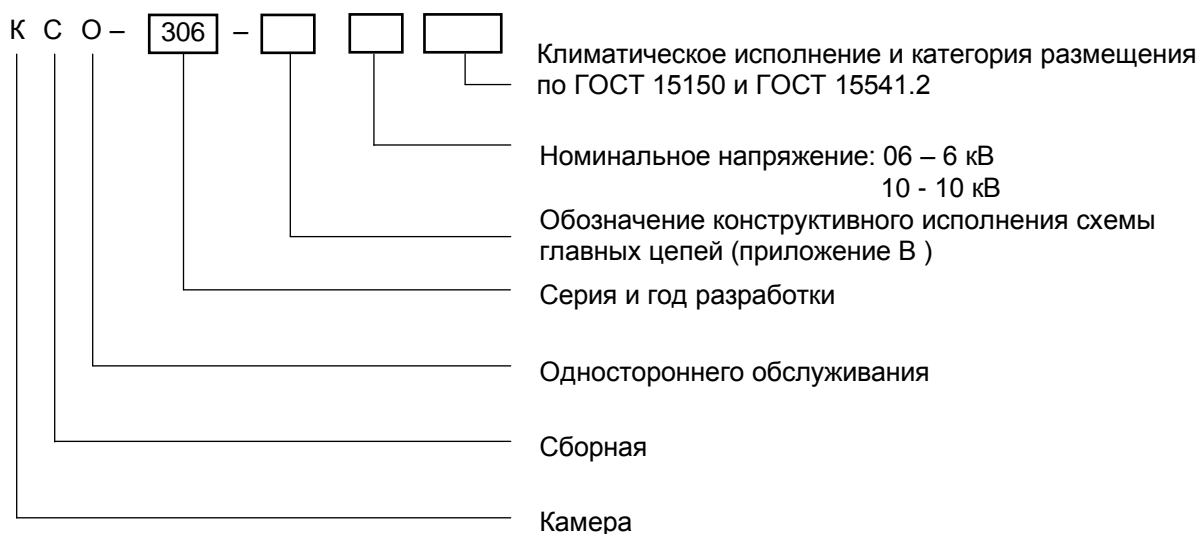 К С О – 306 –
Климатическое исполнение и категория размещения
по ГОСТ 15150 и ГОСТ 15541.2
Номинальное напряжение: 06 – 6 кВ
10 - 10 кВ
Обозначение конструктивного исполнения схемы
главных цепей (приложение В )
Серия и год разработки
Одностороннего обслуживания
Сборная
Камера